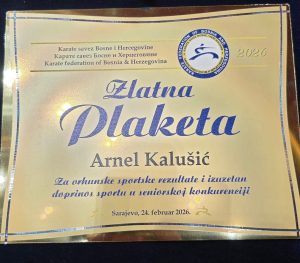 Karate savez Bosne i Hercegovine
Карате савез Босне и Херцеговине
Karate federation of Bosnia & Herzegovina
2026
Zlatna
Plaketa
Arnel Kalušić
Za vrhunske sportske rezultate i izuzetan
doprinos sportu u seniorskoj konkurenciji
Sarajevo, 24. februar 2026.